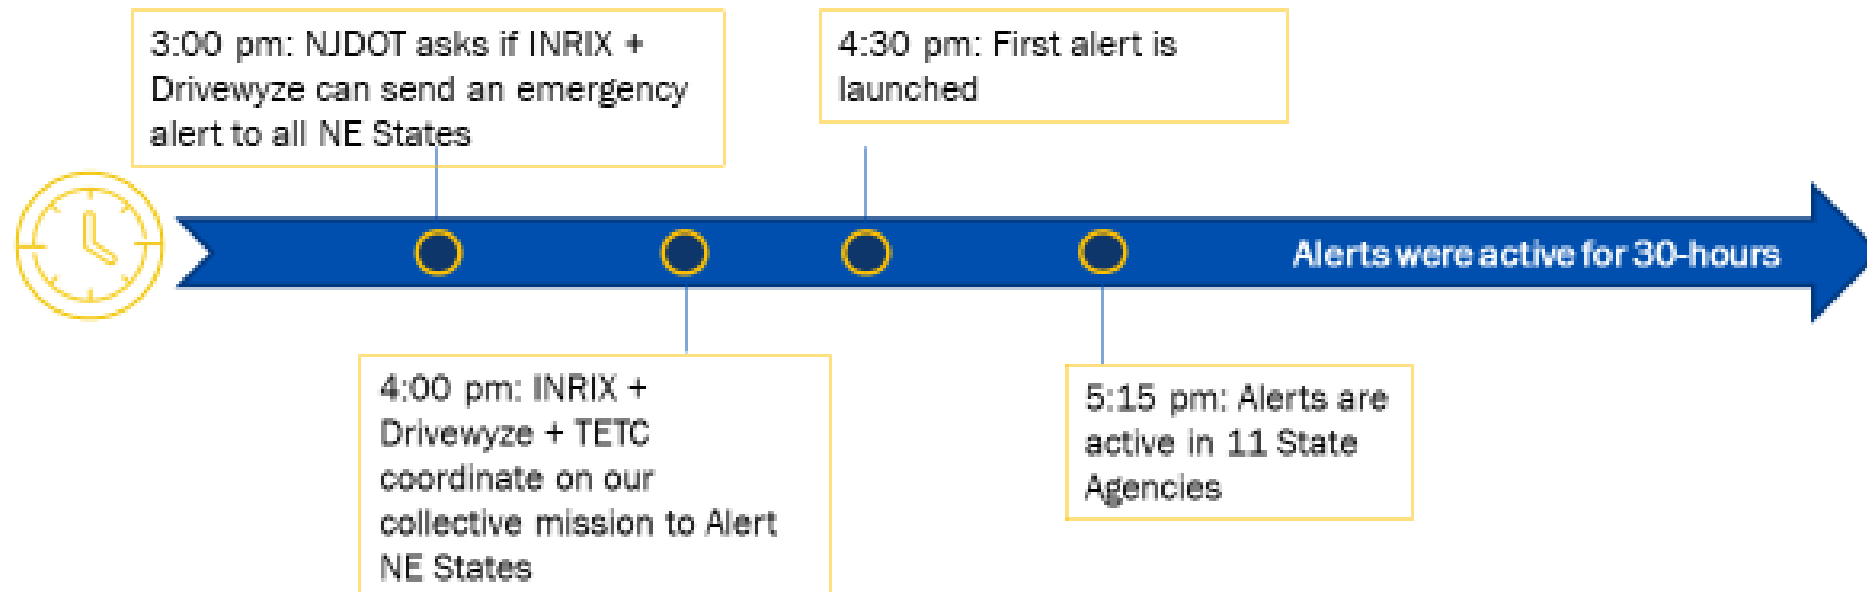 3:00 pm: NJDOT asks if INRIX +
Drivewyze can send an emergency
alert to all NE States
4:30 pm: First alert is
launched
Alerts were active for 30-hours
4:00 pm: INRIX +
Drivewyze + TETC
coordinate on our
collective mission to Alert
NE States
5:15 pm: Alerts are
active in 11 State
Agencies